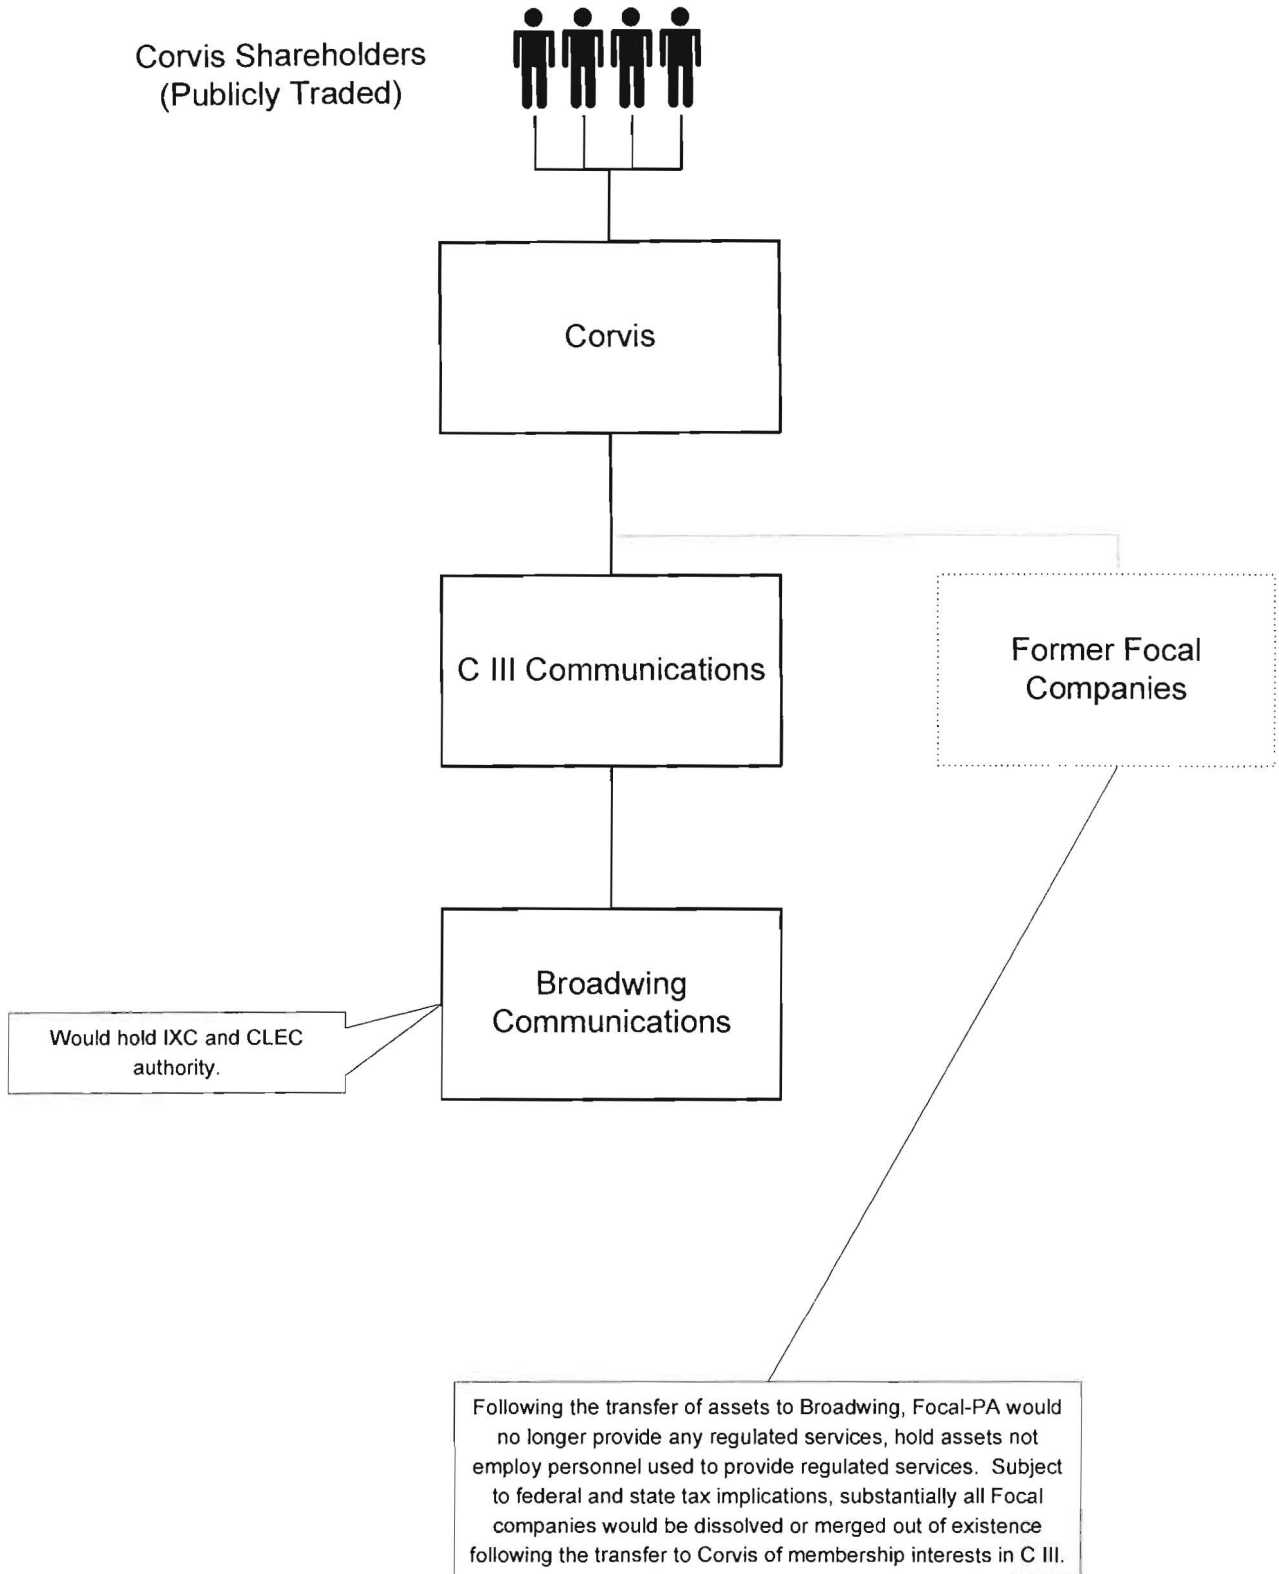 Corvis Shareholders
(Publicly Traded)
Corvis
C III Communications
Former Focal
Companies
Broadwing
Communications
Would hold IXC and CLEC
authority.
Following the transfer of assets to Broadwing, Focal-PA would
no longer provide any regulated services, hold assets not
employ personnel used to provide regulated services. Subject
to federal and state tax implications, substantially all Focal
companies would be dissolved or merged out of existence
following the transfer to Corvis of membership interests in C III.